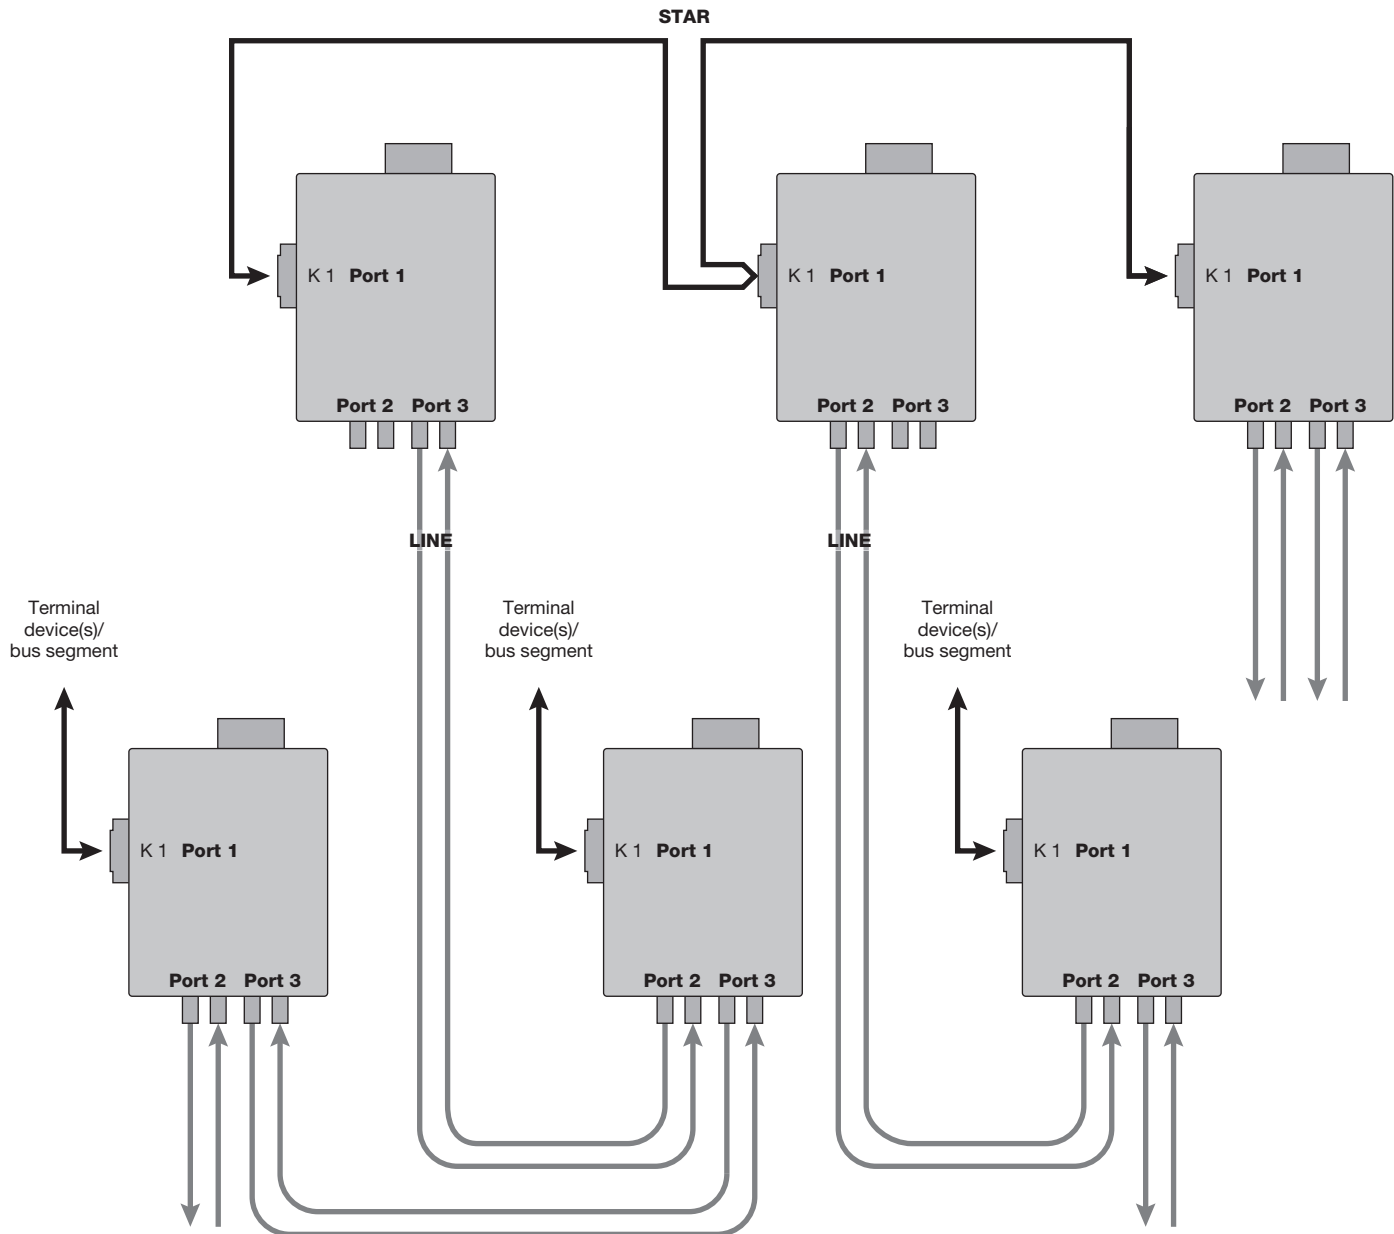 STAR
K 1 Port 1
K 1 Port 1
K 1 Port 1
Port 2 Port 3
Port 2 Port 3
Port 2 Port 3
LINE
LINE
Terminal
device(s)/
bus segment
Terminal
device(s)/
bus segment
Terminal
device(s)/
bus segment
K 1 Port 1
K 1 Port 1
K 1 Port 1
Port 2 Port 3
Port 2 Port 3
Port 2 Port 3